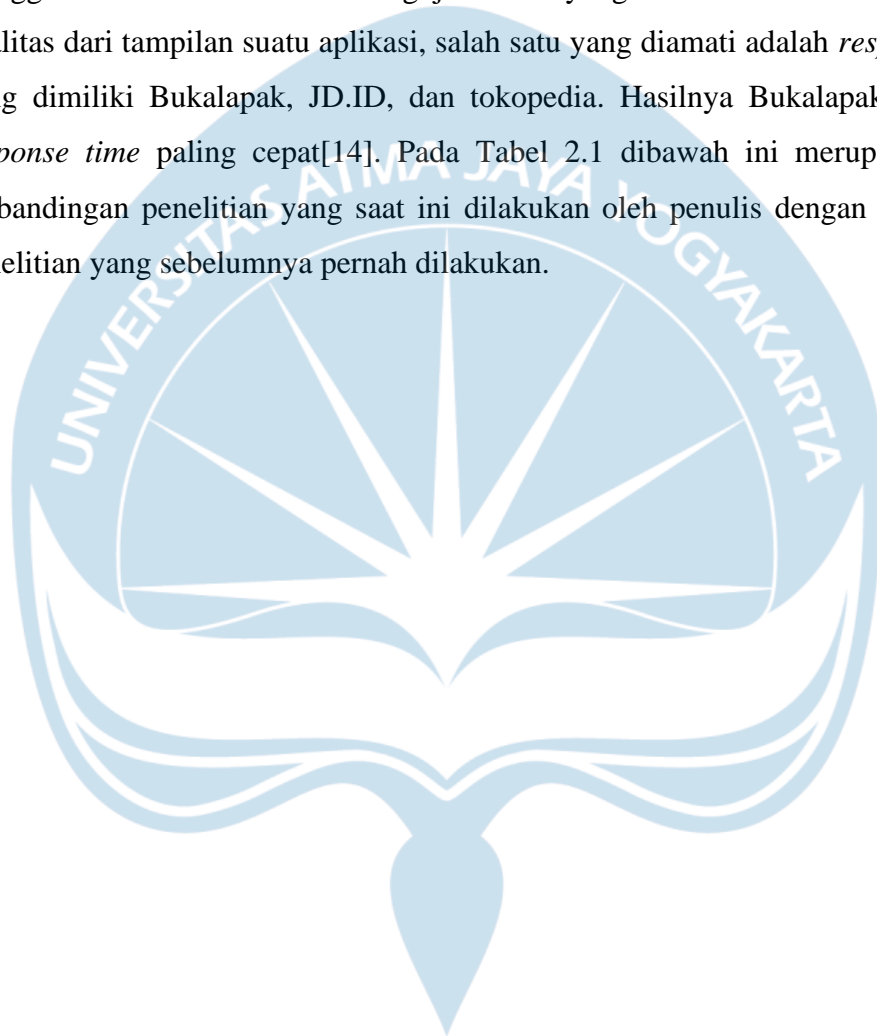 alitas dari tampilan suatu aplikasi, salah satu yang diamati adalah res
ng dimiliki Bukalapak, JD.ID, dan tokopedia. Hasilnya Bukalapak
ponse time paling cepat[14]. Pada Tabel 2.1 dibawah ini merup
bandingan penelitian yang saat ini dilakukan oleh penulis dengan
elitian yang sebelumnya pernah dilakukan.
UNIVERSITAS ATMA JAYA YOGYAKARTA